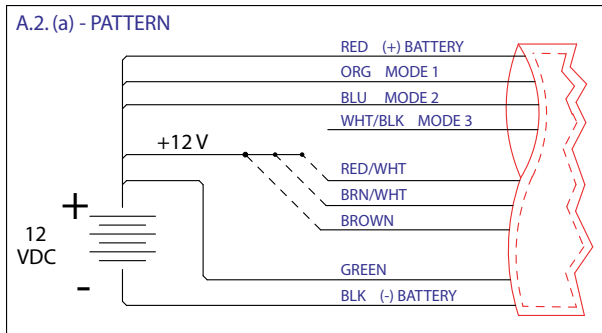 A.2. (a) - PATTERN
RED (+) BATTERY
ORG MODE 1
BLU MODE 2
WHT/BLK MODE 3
+12 V
RED/WHT
BRN/WHT
BROWN
+
12
VDC
-
GREEN
BLK (-) BATTERY